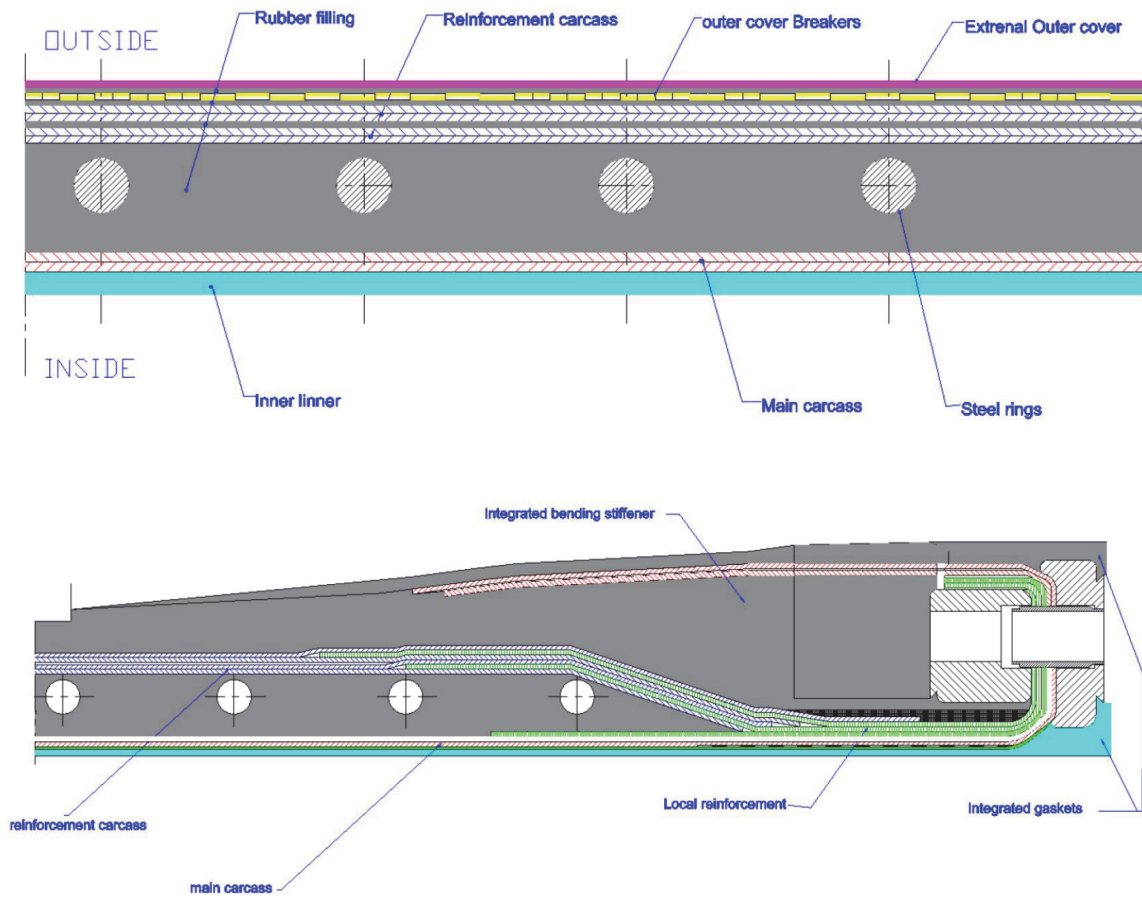 Rubber filling
Reinforcement carcass
outer cover Breakers
Extrenal Outer cover
OUTSIDE
INSIDE
Inner linner
Main carcass
Steel rings
Integrated bending stiffener
Local reinforcement
Integrated gaskets
reinforcement carcass
main carcass